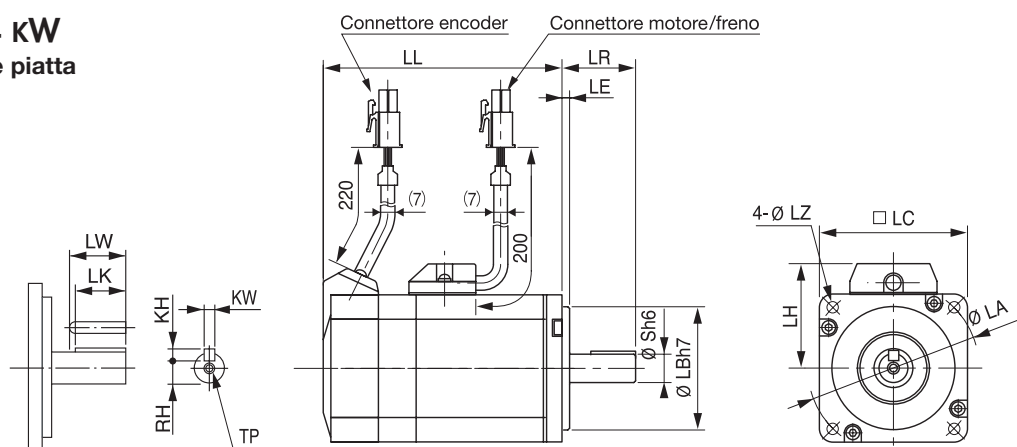 KW
e piatta
Connettore encoder
Connettore motore/freno
LL
LR
LE
220
(7)
(7)
200
4-Ø LZ
□ LC
LW
LK
KH
KW
RH
TP
Ø Sh6
Ø LBh7
LH
Ø LA